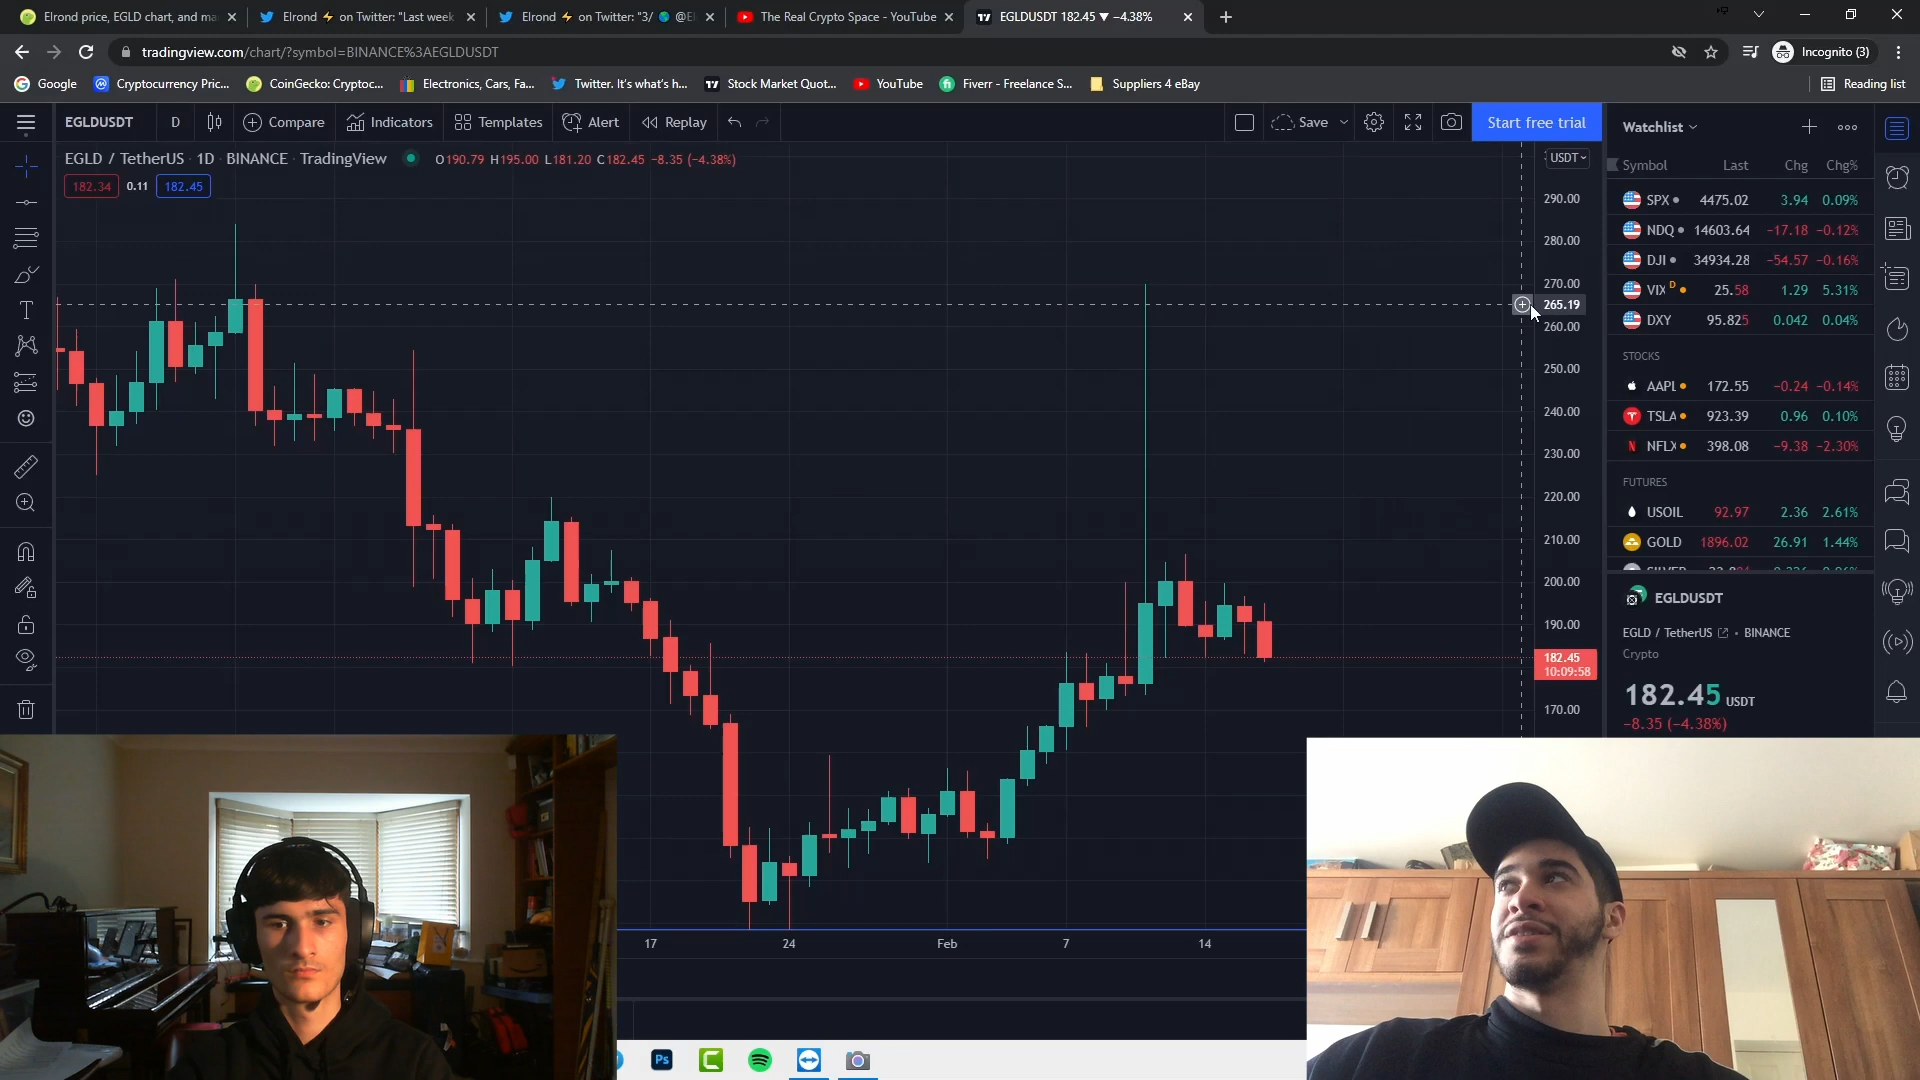 Elrond price, EGLD chart, and ma
Elrond ⚡ on Twitter: "Last week
Elrond ⚡ on Twitter: "3/ 🌎 @El
The Real Crypto Space - YouTube
EGLDUSDT 182.45 ▼ −4.38%
tradingview.com/chart/?symbol=BINANCE%3AEGLDUSDT
Incognito (3)
Google
Cryptocurrency Pric...
CoinGecko: Cryptoc...
Electronics, Cars, Fa...
Twitter. It's what's h...
Stock Market Quot...
YouTube
Fiverr - Freelance S...
Suppliers 4 eBay
Reading list
EGLDUSDT
D
Compare
Indicators
Templates
Alert
Replay
Save
Start free trial
EGLD / TetherUS · 1D · BINANCE · TradingView
O190.79 H195.00 L181.20 C182.45 −8.35 (−4.38%)
182.34 0.11 182.45
USDT
290.00
280.00
270.00
265.19
260.00
250.00
240.00
230.00
220.00
210.00
200.00
190.00
182.45
10:09:58
170.00
17 24 Feb 7 14
Watchlist
Symbol Last Chg Chg%
SPX 4475.02 3.94 0.09%
NDQ 14603.64 −17.18 −0.12%
DJI 34934.28 −54.57 −0.16%
VIX D 25.58 1.29 5.31%
DXY 95.825 0.042 0.04%
STOCKS
AAPL 172.55 −0.24 −0.14%
TSLA 923.39 0.96 0.10%
NFLX 398.08 −9.38 −2.30%
FUTURES
USOIL 92.97 2.36 2.61%
GOLD 1896.02 26.91 1.44%
EGLDUSDT
EGLD / TetherUS • BINANCE
Crypto
182.45 USDT
−8.35 (−4.38%)
Ps